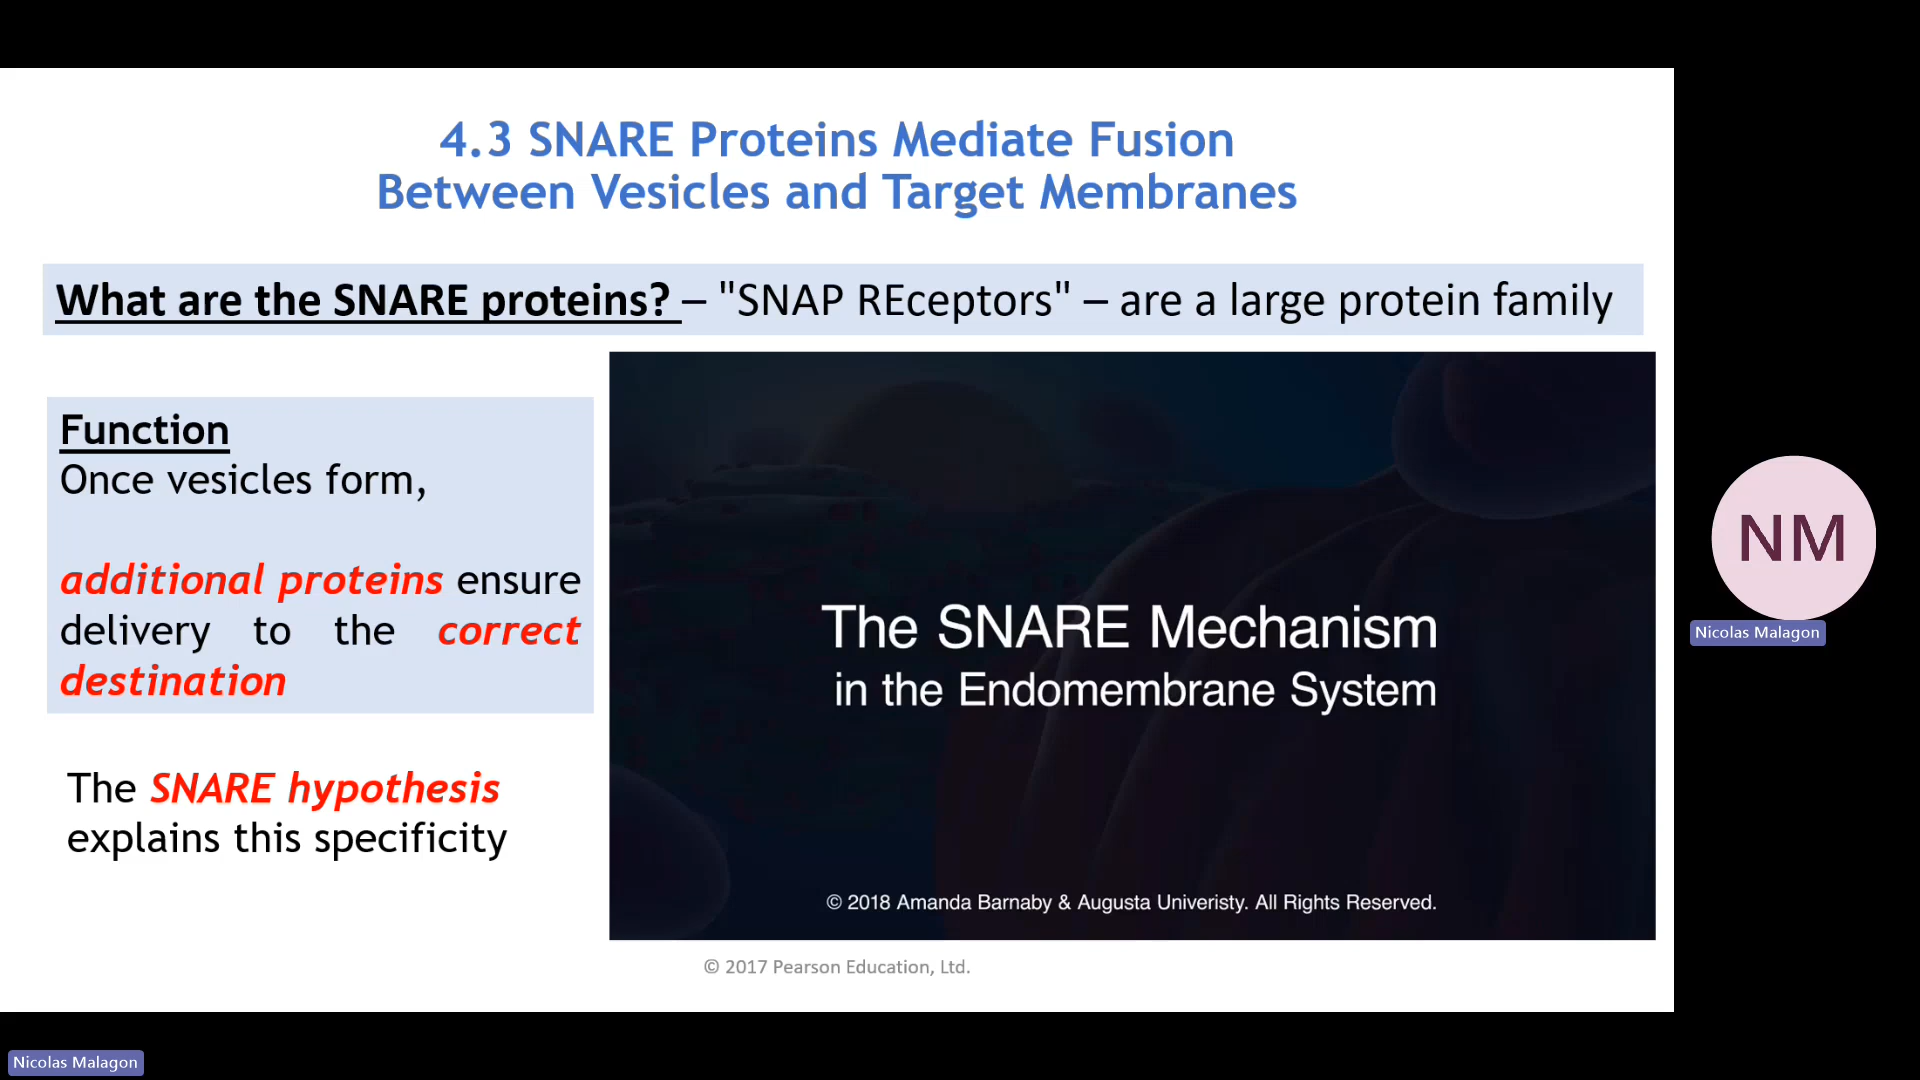 4.3 SNARE Proteins Mediate Fusion
Between Vesicles and Target Membranes
What are the SNARE proteins? – "SNAP REceptors" – are a large protein family
Function
Once vesicles form,
additional proteins ensure
delivery to the correct
destination
The SNARE hypothesis
explains this specificity
The SNARE Mechanism
in the Endomembrane System
© 2018 Amanda Barnaby & Augusta Univeristy. All Rights Reserved.
© 2017 Pearson Education, Ltd.
NM
Nicolas Malagon
Nicolas Malagon